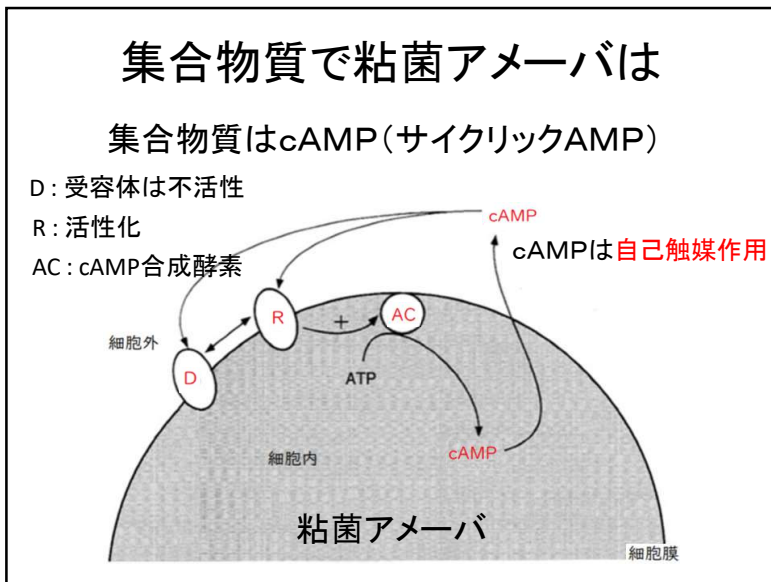 集合物質で粘菌アメーバは
集合物質はcAMP(サイクリックAMP)
D : 受容体は不活性
R : 活性化
AC : cAMP合成酵素
cAMP
cAMPは自己触媒作用
R
+
AC
細胞外
D
ATP
cAMP
細胞内
粘菌アメーバ
細胞膜